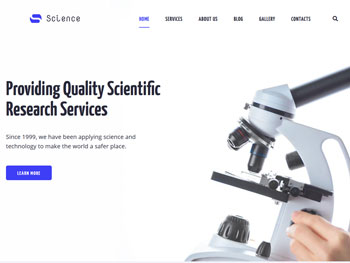 Science
HOME SERVICES ABOUT US BLOG GALLERY CONTACTS
Providing Quality Scientific
Research Services
Since 1999, we have been applying science and
technology to make the world a safer place.
LEARN MORE